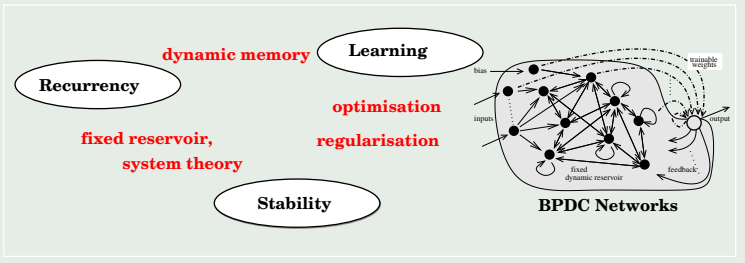 dynamic memory
Learning
Recurrency
optimisation
fixed reservoir,
system theory
regularisation
Stability
bias
trainable
weights
inputs
output
fixed
dynamic reservoir
feedback
BPDC Networks